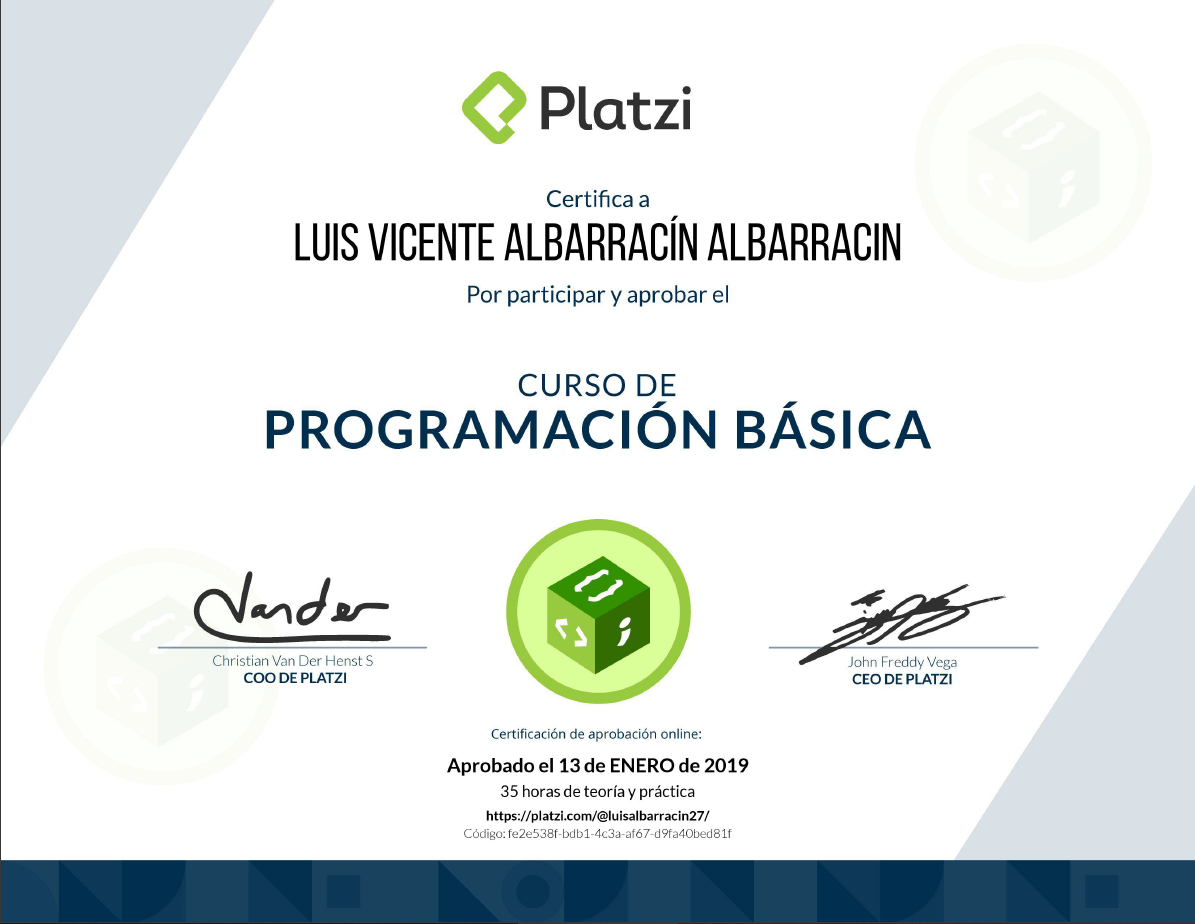 Platzi
Certifica a
LUIS VICENTE ALBARRACÍN ALBARRACIN
Por participar y aprobar el
CURSO DE
PROGRAMACIÓN BÁSICA
Vander
Christian Van Der Henst S
COO DE PLATZI
John Freddy Vega
CEO DE PLATZI
Certificación de aprobación online:
Aprobado el 13 de ENERO de 2019
35 horas de teoría y práctica
https://platzi.com/@luisalbarracin27/
Código: fe2e538f-bdb1-4c3a-af67-d9fa40bed81f